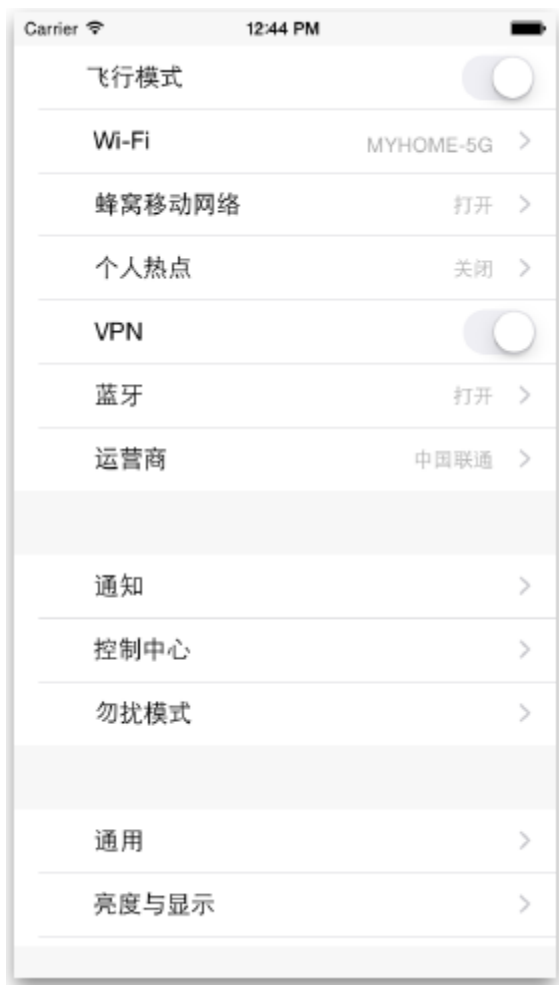 Carrier 12:44 PM
飞行模式
Wi-Fi MYHOME-5G
蜂窝移动网络 打开
个人热点 关闭
VPN
蓝牙 打开
运营商 中国联通
通知
控制中心
勿扰模式
通用
亮度与显示